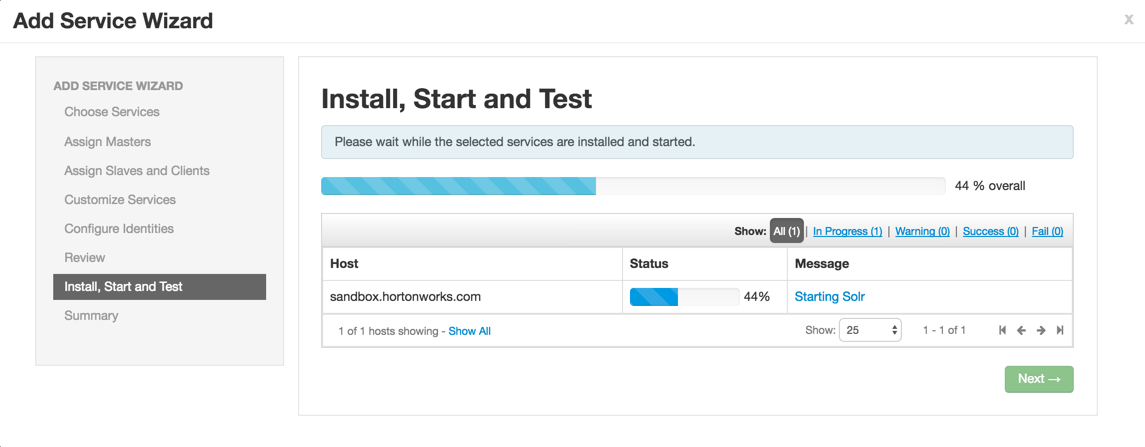 Add Service Wizard
x
ADD SERVICE WIZARD
Choose Services
Assign Masters
Assign Slaves and Clients
Customize Services
Configure Identities
Review
Install, Start and Test
Summary
Install, Start and Test
Please wait while the selected services are installed and started.
44 % overall
Show: All (1) | In Progress (1) | Warning (0) | Success (0) | Fail (0)
Host Status Message
sandbox.hortonworks.com 44% Starting Solr
1 of 1 hosts showing - Show All Show: 25 1 - 1 of 1
Next →